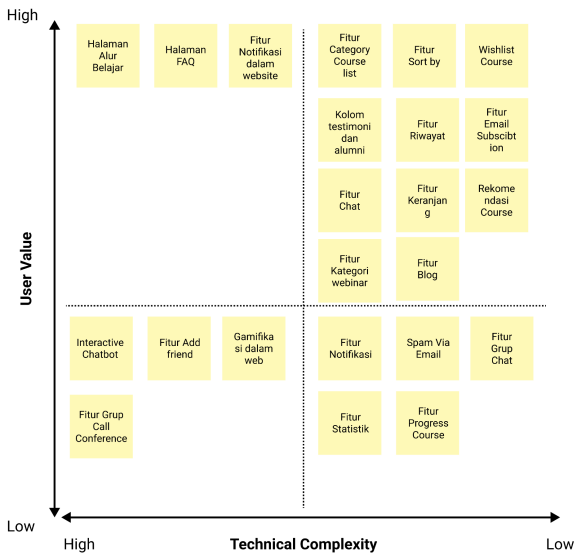 High
Halaman
Alur
Belajar
Halaman
FAQ
Fitur
Notifikasi
dalam
website
Fitur
Category
Course
list
Fitur
Sort by
Wishlist
Course
Kolom
testimoni
dan
alumni
Fitur
Riwayat
Fitur
Email
Subscibt
ion
Fitur
Chat
Fitur
Keranjan
g
Rekome
ndasi
Course
Fitur
Kategori
webinar
Fitur
Blog
User Value
Interactive
Chatbot
Fitur Add
friend
Gamifika
si dalam
web
Fitur
Notifikasi
Spam Via
Email
Fitur
Grup
Chat
Fitur Grup
Call
Conference
Fitur
Statistik
Fitur
Progress
Course
Low
High
Technical Complexity
Low